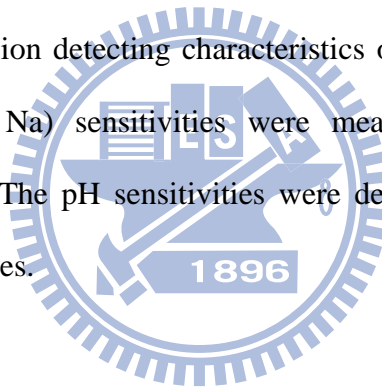 ion detecting characteristics o
Na) sensitivities were mea
The pH sensitivities were de
es.
E S A
1896